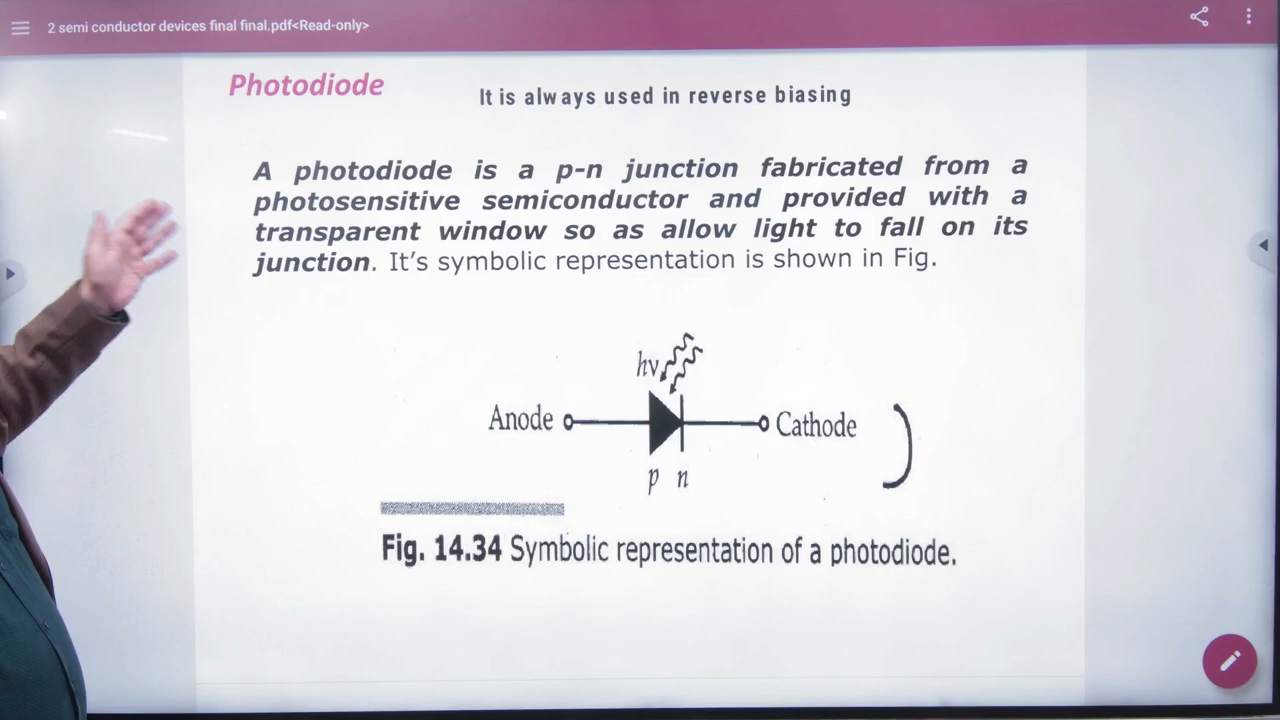 2 semi conductor devices final final.pdf<Read-only>
Photodiode
It is always used in reverse biasing
A photodiode is a p-n junction fabricated from a
photosensitive semiconductor and provided with a
transparent window so as allow light to fall on its
junction. It's symbolic representation is shown in Fig.
hν
Anode
Cathode
p n
Fig. 14.34 Symbolic representation of a photodiode.